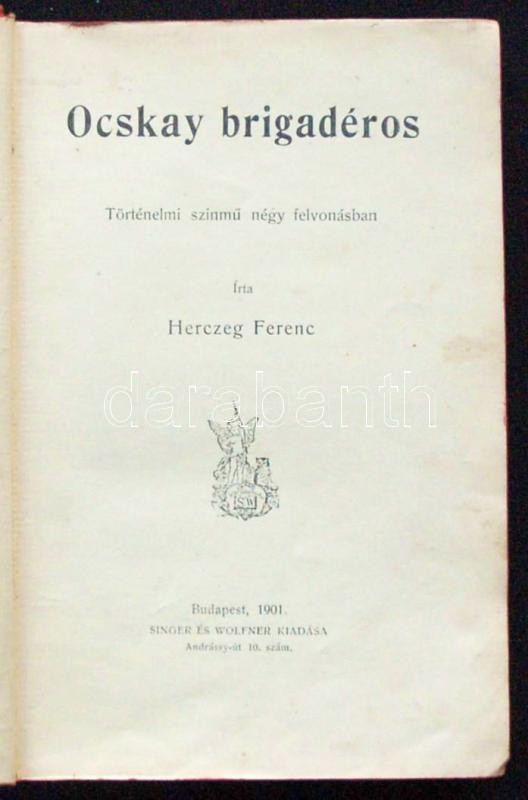 Ocskay brigadéros
Történelmi szinmű négy felvonásban
Írta
Herczeg Ferenc
darabanth
S W
Budapest, 1901.
SINGER ÉS WOLFNER KIADÁSA
Andrássy-út 10. szám.